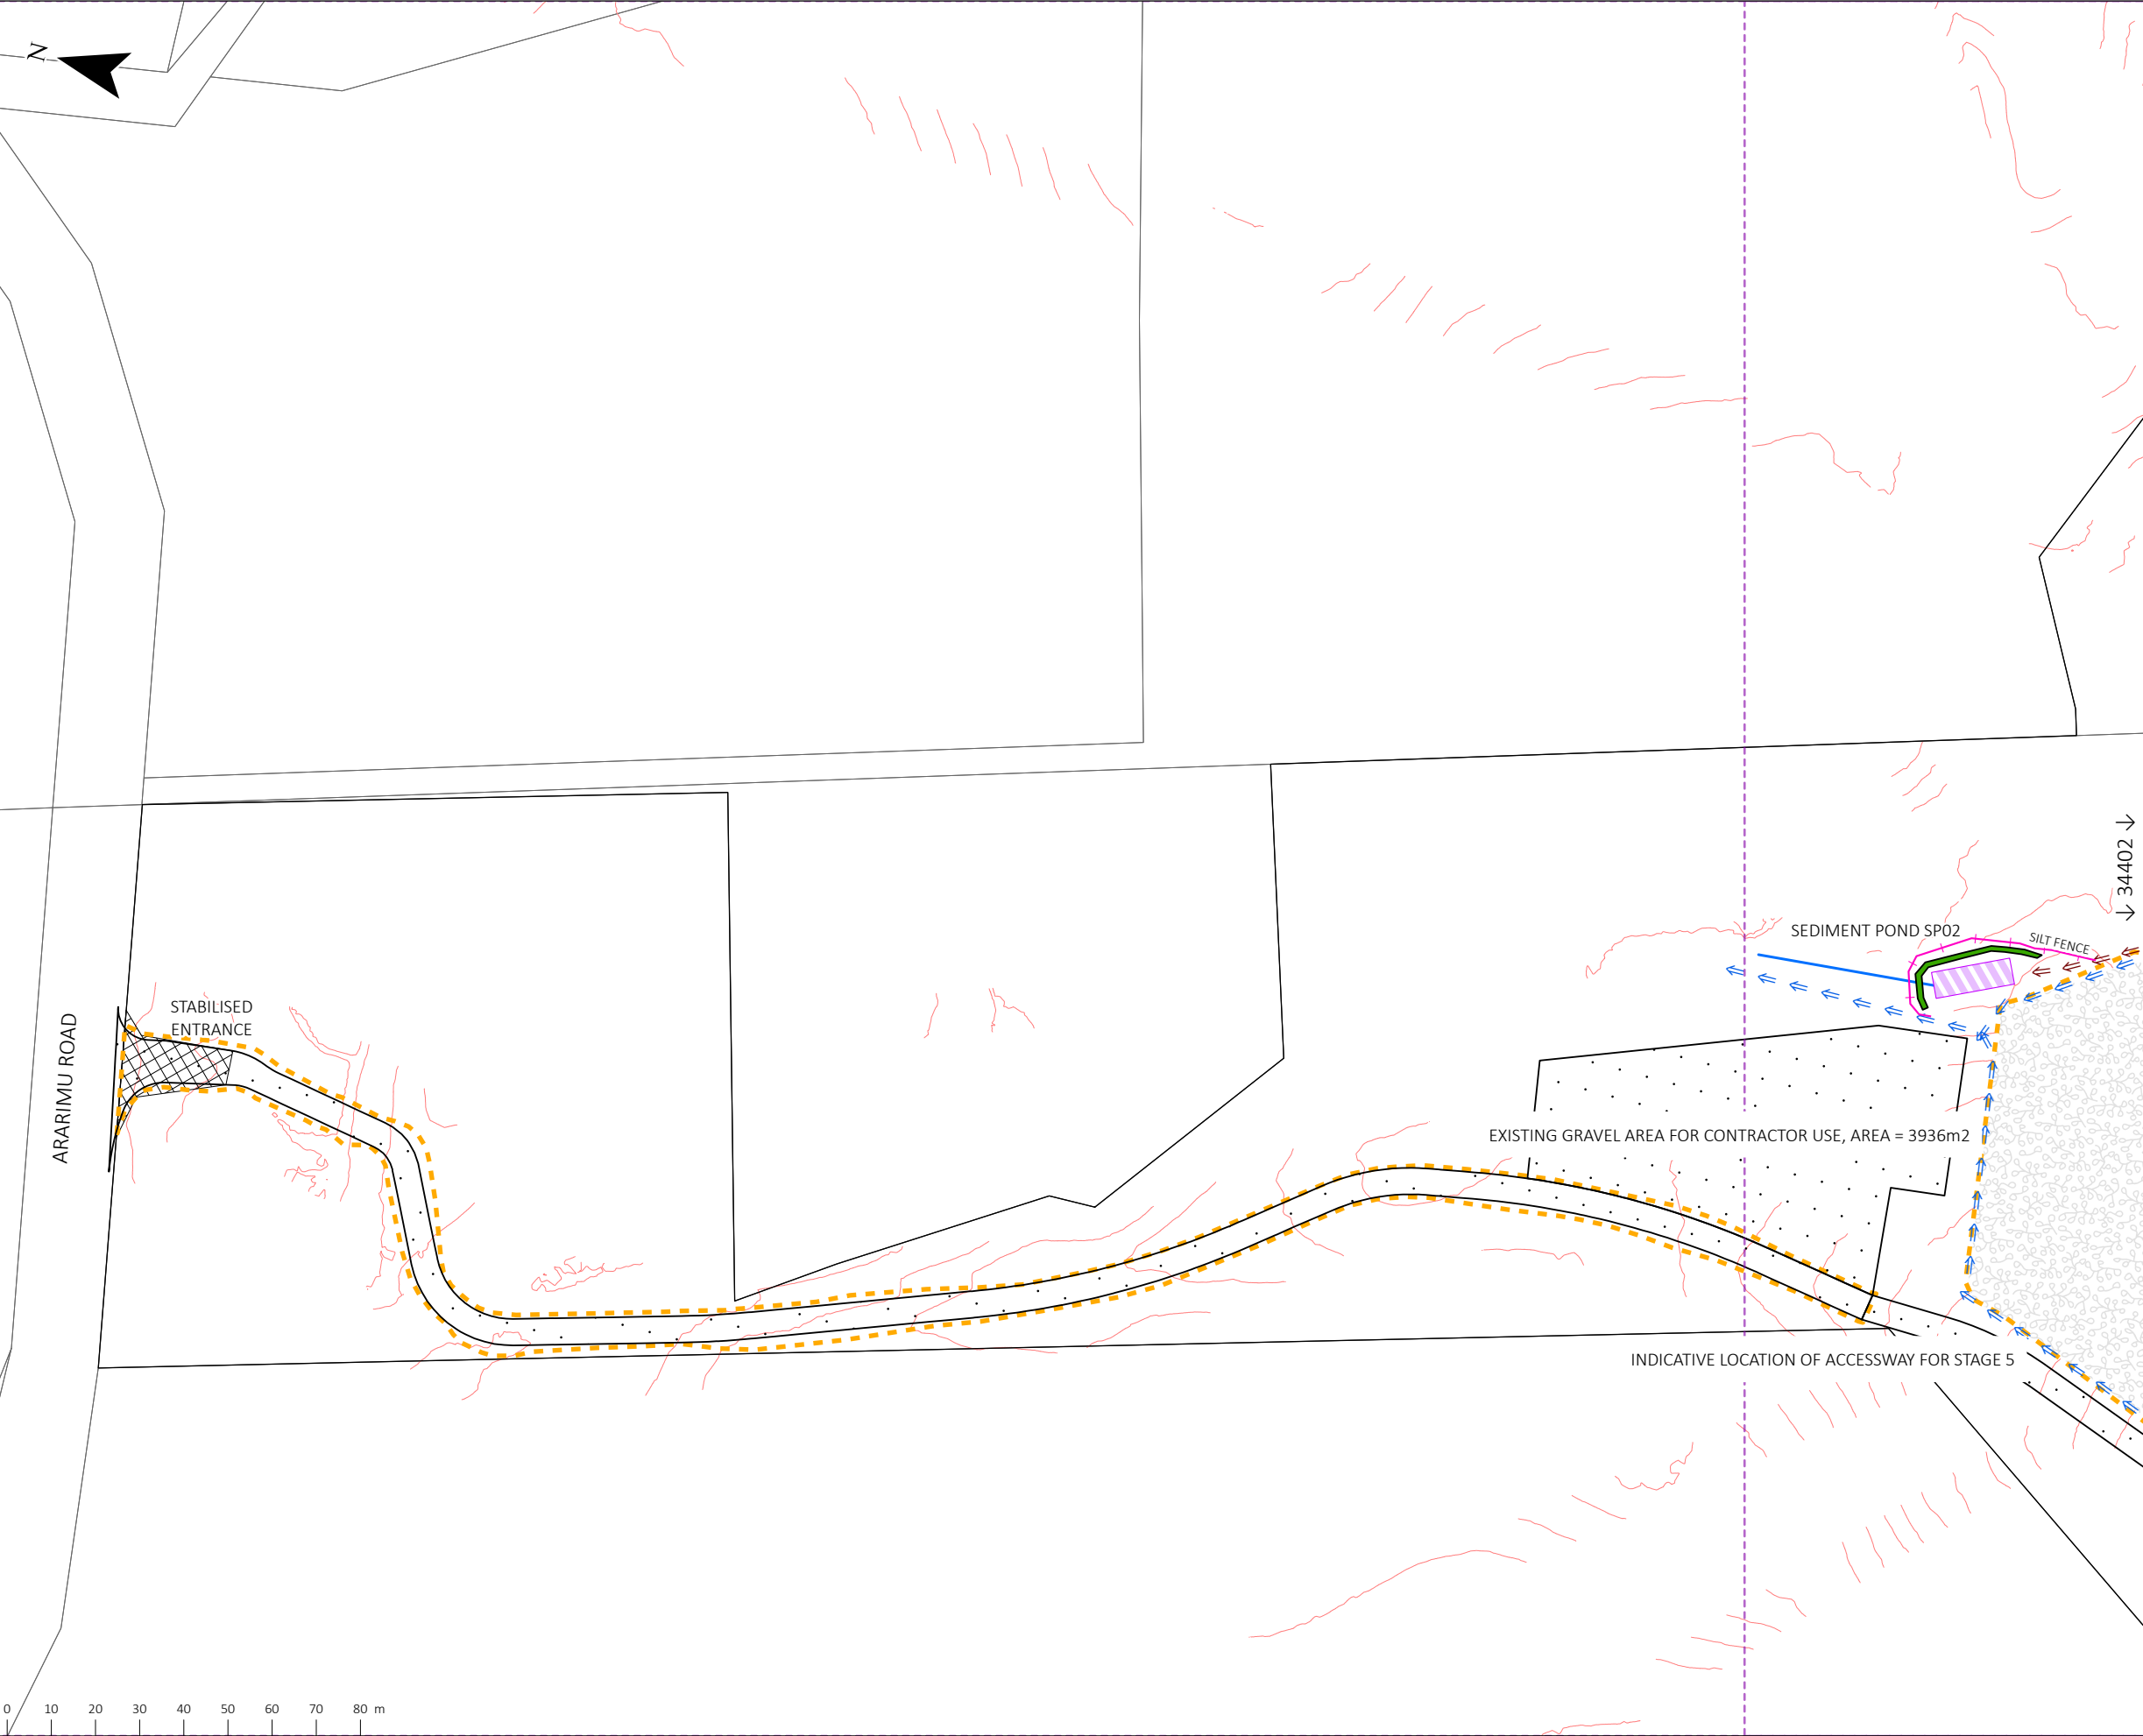 N
34402
SEDIMENT POND SP02
SILT FENCE
STABILISED
ENTRANCE
ARARIMU ROAD
EXISTING GRAVEL AREA FOR CONTRACTOR USE, AREA = 3936m2
INDICATIVE LOCATION OF ACCESSWAY FOR STAGE 5
0 10 20 30 40 50 60 70 80 m